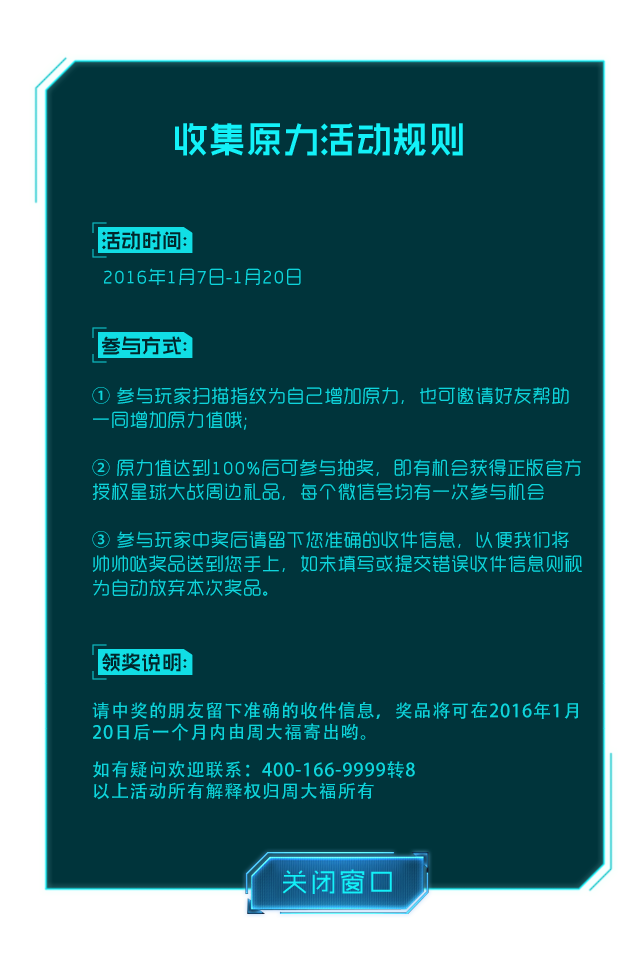 收集原力活动规则
活动时间:
2016年1月7日-1月20日
参与方式:
① 参与玩家扫描指纹为自己增加原力，也可邀请好友帮助
一同增加原力值哦;
② 原力值达到100%后可参与抽奖，即有机会获得正版官方
授权星球大战周边礼品，每个微信号均有一次参与机会
③ 参与玩家中奖后请留下您准确的收件信息，以便我们将
帅帅哒奖品送到您手上，如未填写或提交错误收件信息则视
为自动放弃本次奖品。
领奖说明:
请中奖的朋友留下准确的收件信息，奖品将可在2016年1月
20日后一个月内由周大福寄出哟。
如有疑问欢迎联系：400-166-9999转8
以上活动所有解释权归周大福所有
关闭窗口